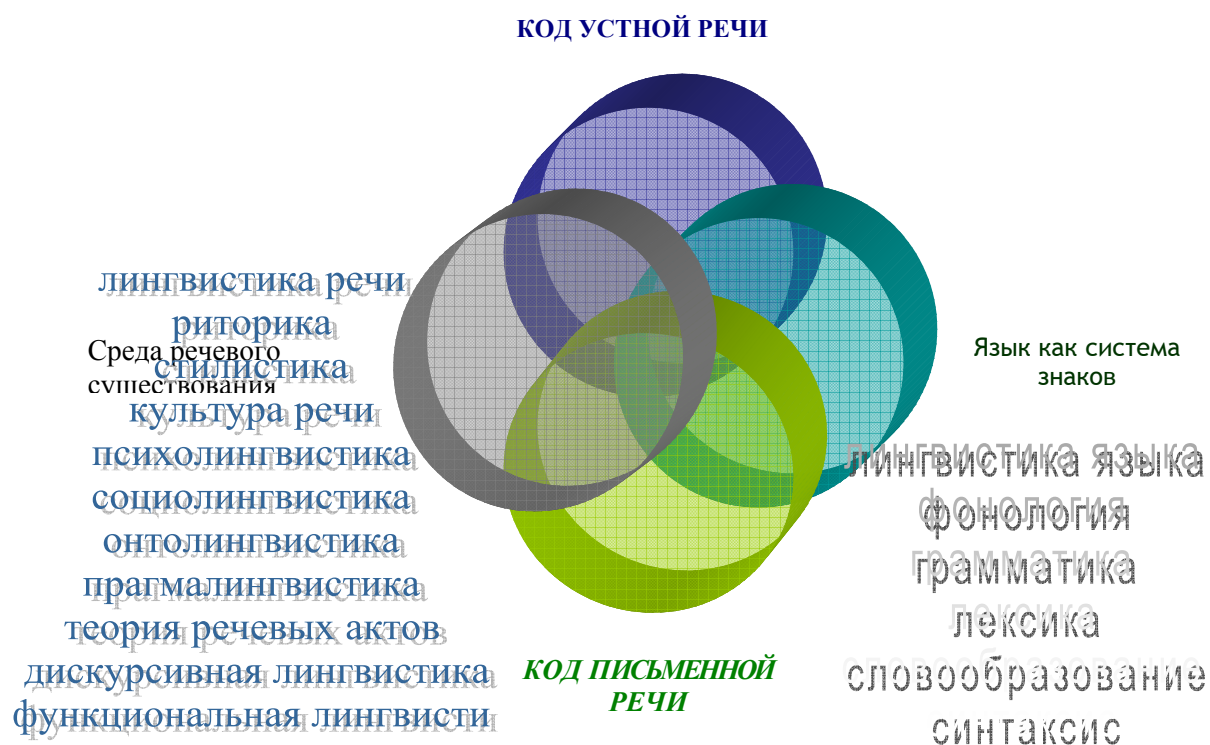 КОД УСТНОЙ РЕЧИ
лингвистика речи
риторика
Среда речевого
существования
стилистика
культура речи
психолингвистика
социолингвистика
онтолингвистика
прагмалингвистика
теория речевых актов
дискурсивная лингвистика
функциональная лингвисти
Язык как система
знаков
лингвистика языка
фонология
грамматика
лексика
словообразование
синтаксис
КОД ПИСЬМЕННОЙ
РЕЧИ